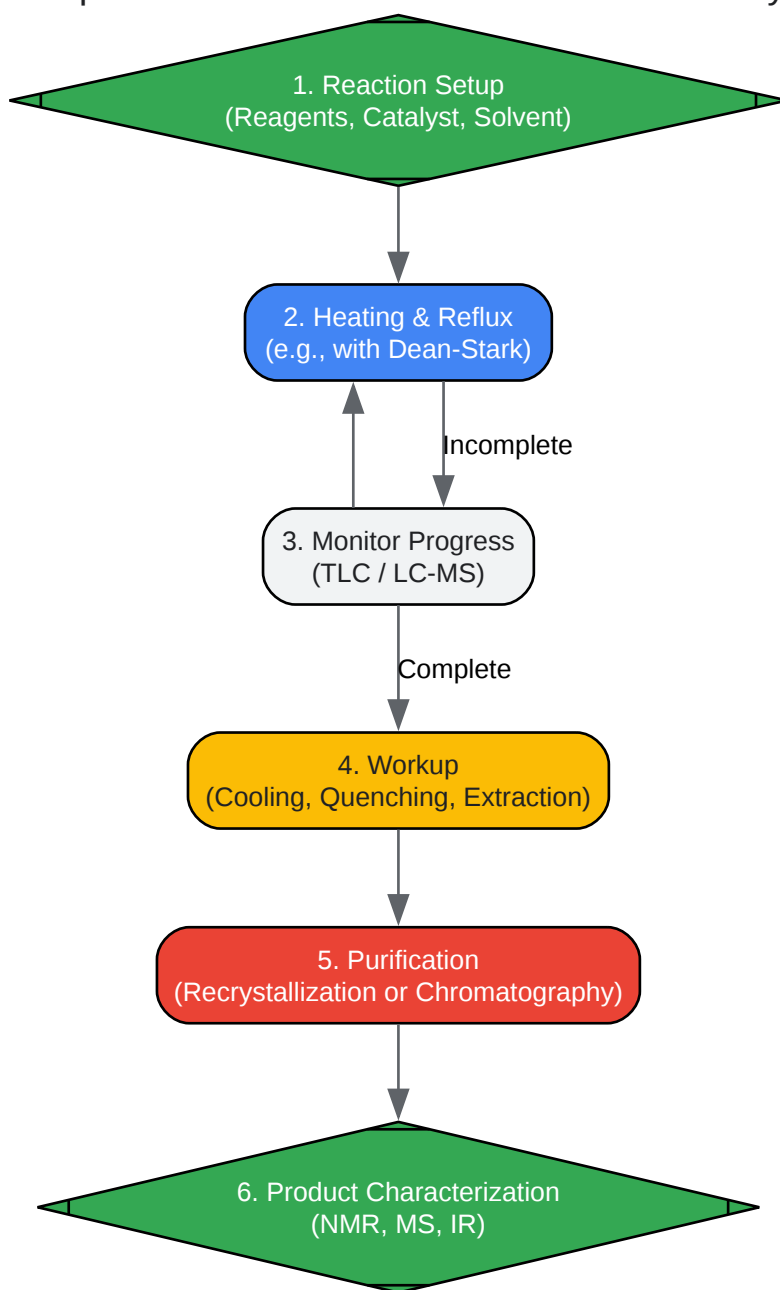 1. Reaction Setup
(Reagents, Catalyst, Solvent)
2. Heating & Reflux
(e.g., with Dean-Stark)
Incomplete
3. Monitor Progress
(TLC / LC-MS)
Complete
4. Workup
(Cooling, Quenching, Extraction)
5. Purification
(Recrystallization or Chromatography)
6. Product Characterization
(NMR, MS, IR)